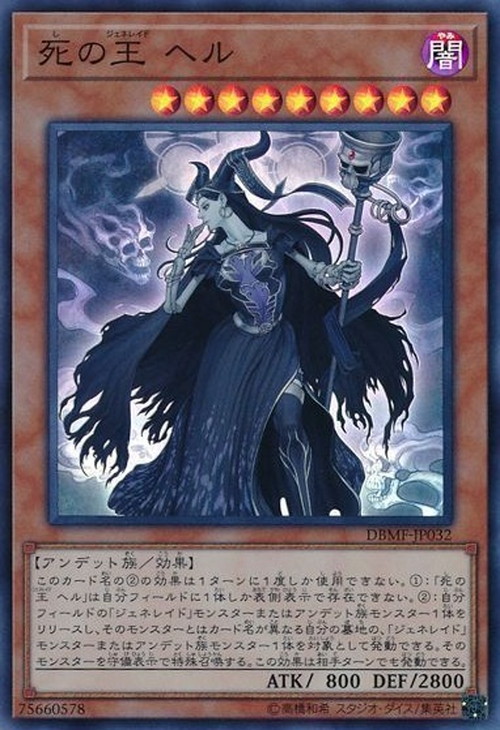 死の王 ヘル
ジェネレイド
闇
DBMF-JP032
【アンデット族／効果】
このカード名の②の効果は１ターンに１度しか使用できない。①：「死の
王 ヘル」は自分フィールドに１体しか表側表示で存在できない。②：自分
フィールドの「ジェネレイド」モンスターまたはアンデット族モンスター１体を
リリースし、そのモンスターとはカード名が異なる自分の墓地の、「ジェネレイド」
モンスターまたはアンデット族モンスター１体を対象として発動できる。その
モンスターを守備表示で特殊召喚する。この効果は相手ターンでも発動できる。
ATK/ 800 DEF/2800
75660578
©高橋和希 スタジオ・ダイス/集英社